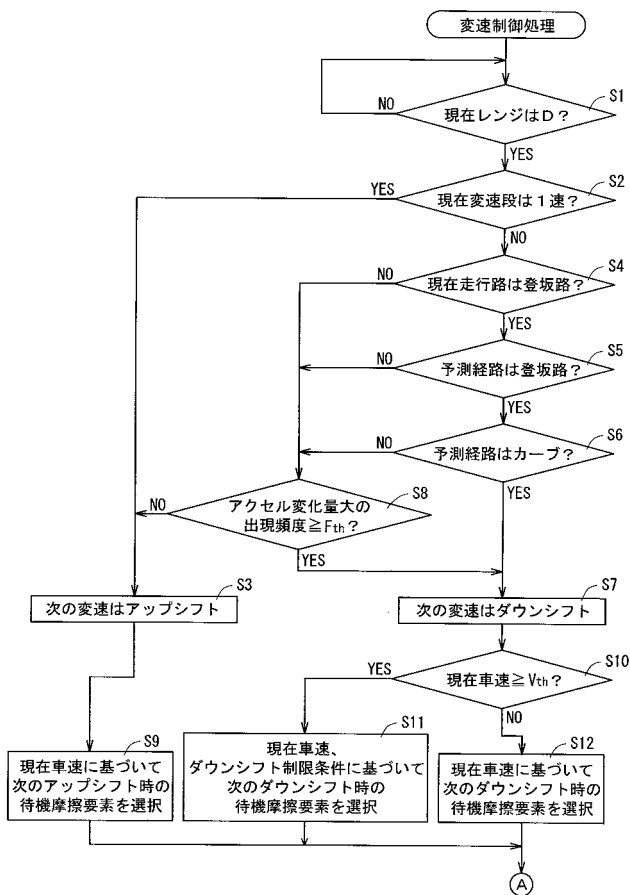 変速制御処理
S1
NO
現在レンジはD?
YES
S2
YES
現在変速段は1速?
NO
S4
NO
現在走行路は登坂路?
YES
S5
NO
予測経路は登坂路?
YES
S6
NO
予測経路はカーブ?
S8
YES
NO
アクセル変化量大の
出現頻度≧Fth?
YES
S3
次の変速はアップシフト
S7
次の変速はダウンシフト
S10
YES
現在車速≧Vth?
NO
S9
現在車速に基づいて
次のアップシフト時の
待機摩擦要素を選択
S11
現在車速、
ダウンシフト制限条件に基づいて
次のダウンシフト時の
待機摩擦要素を選択
S12
現在車速に基づいて
次のダウンシフト時の
待機摩擦要素を選択
A